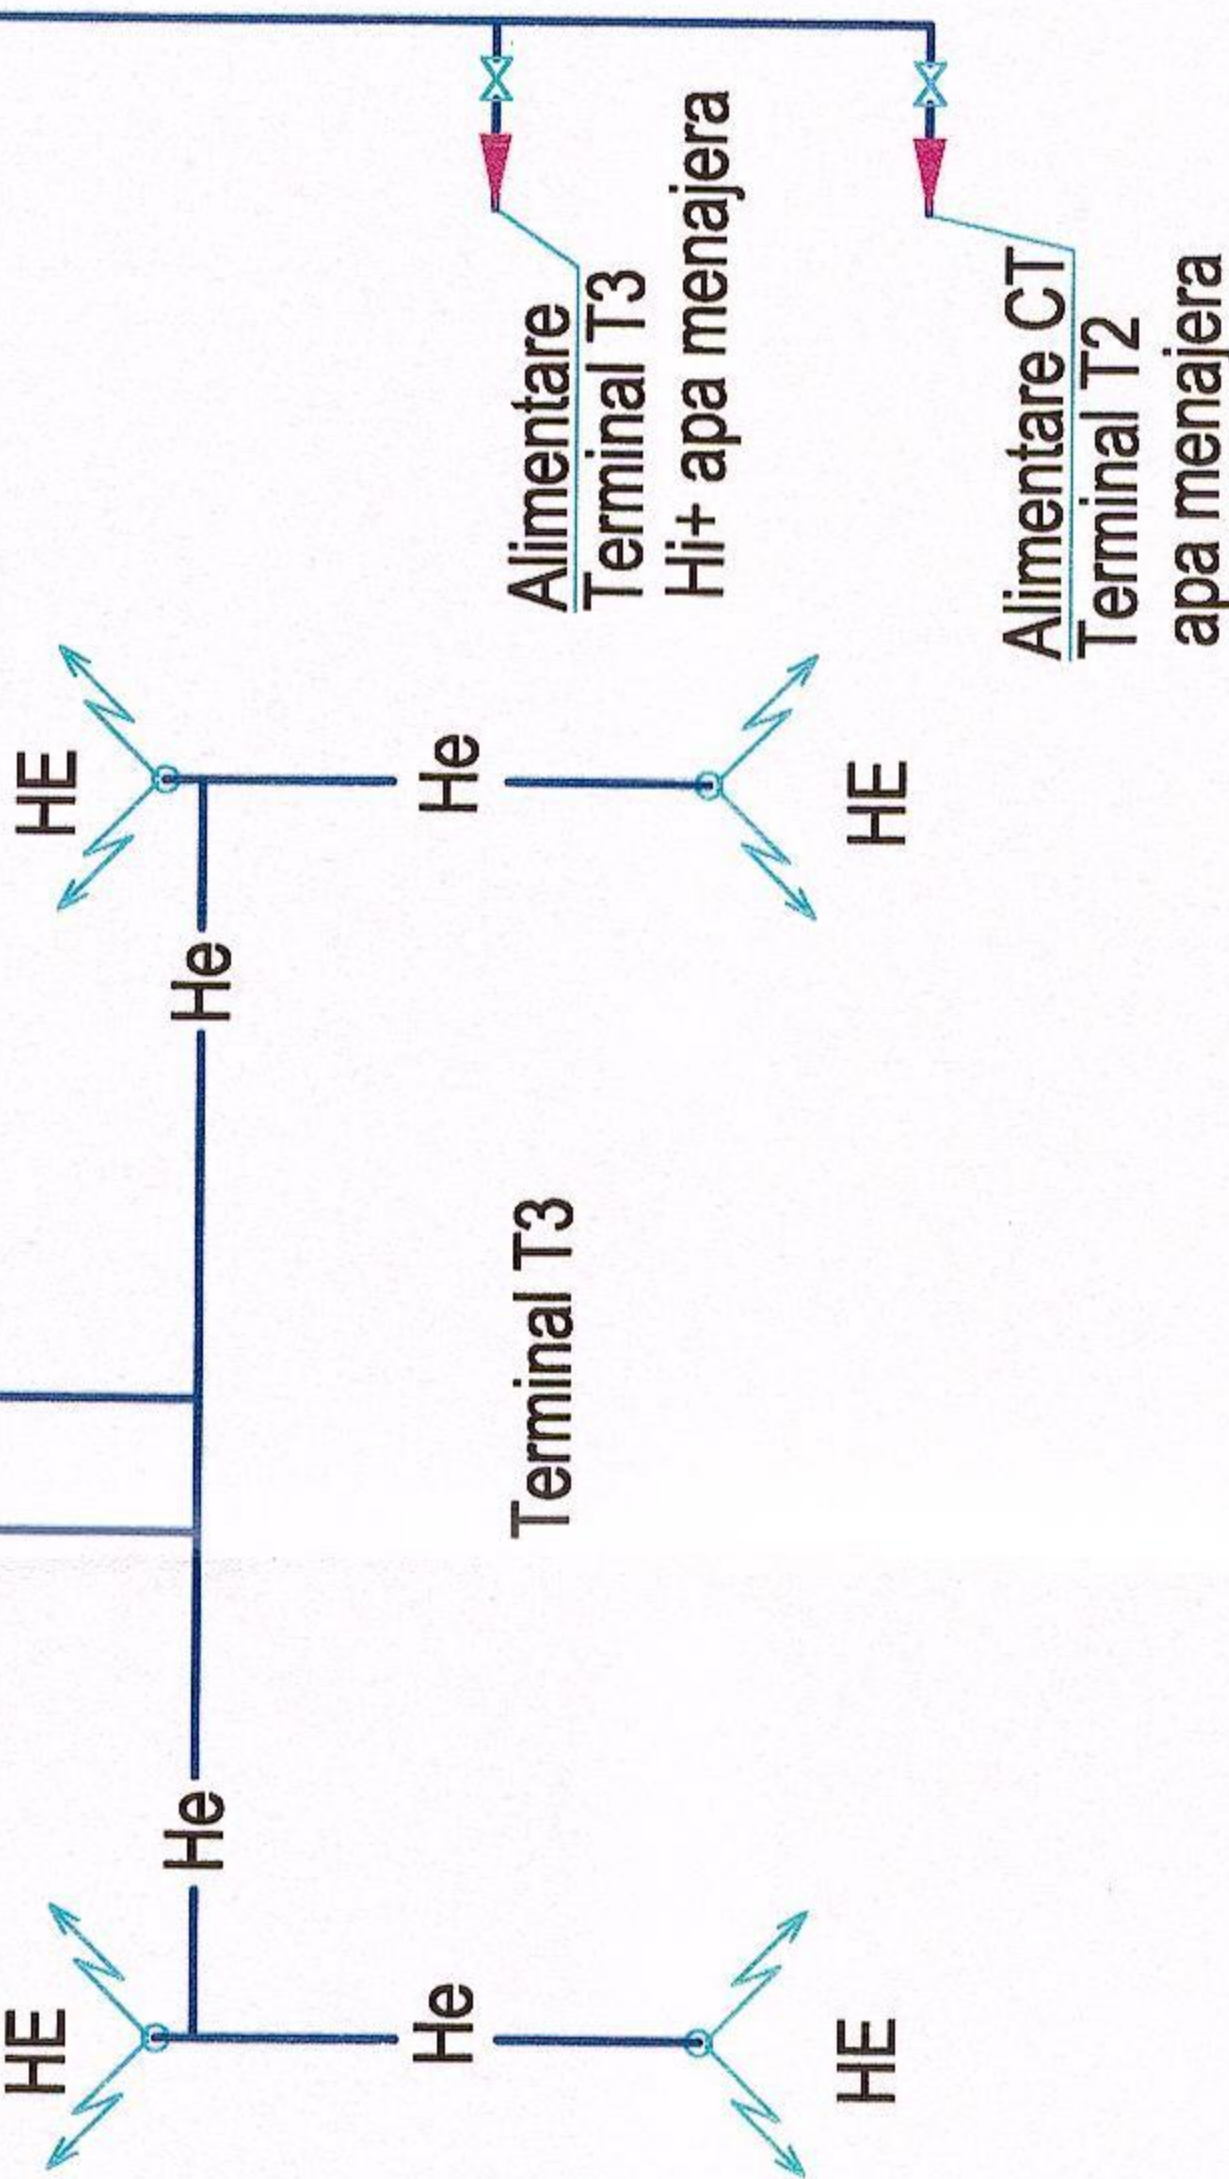 HE
HE
He
He
He
He
Terminal T3
Alimentare
Terminal T3
Hi+ apa menajera
HE
HE
Alimentare CT
Terminal T2
apa menajera